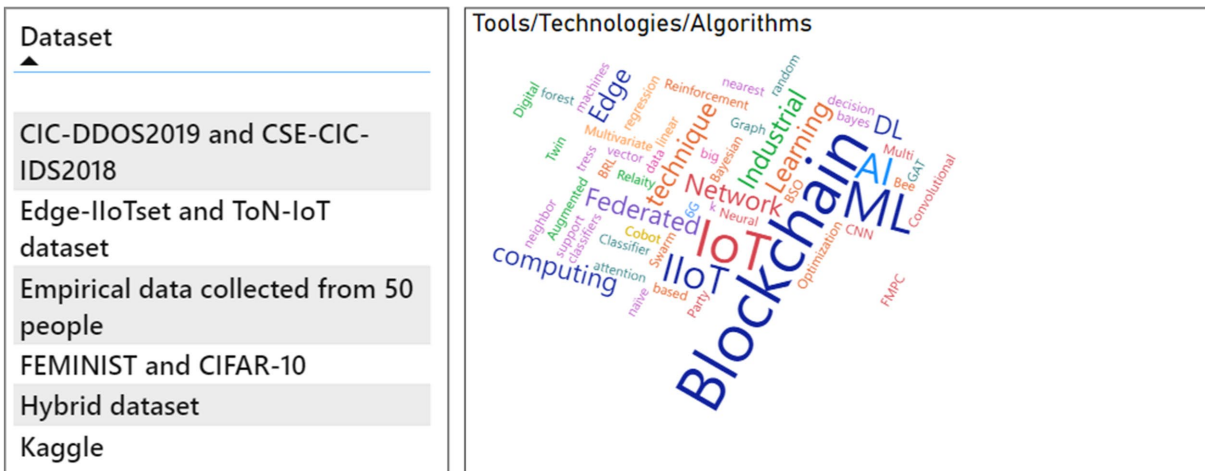 Dataset
CIC-DDOS2019 and CSE-CIC-
IDS2018
Edge-IIoTset and ToN-IoT
dataset
Empirical data collected from 50
people
FEMINIST and CIFAR-10
Hybrid dataset
Kaggle
Tools/Technologies/Algorithms
Digital
forest
machines
Edge
regression
Reinforcement
nearest
random
decision
bayes
DL
Multivariate
linear
technique
Graph
Industrial
Learning
Twin
tress
vector
data
big
Bayesian
Multi
AI
GAT
Bee
Convolutional
BRL
Relaity
Augmented
Federated
Network
BSO
ML
6G
k
Neural
neighbor
support
classifiers
Cobot
Classifier
Swarm
IoT
Blockchain
Optimization
CNN
computing
attention
IIoT
naive
based
Party
FMPC